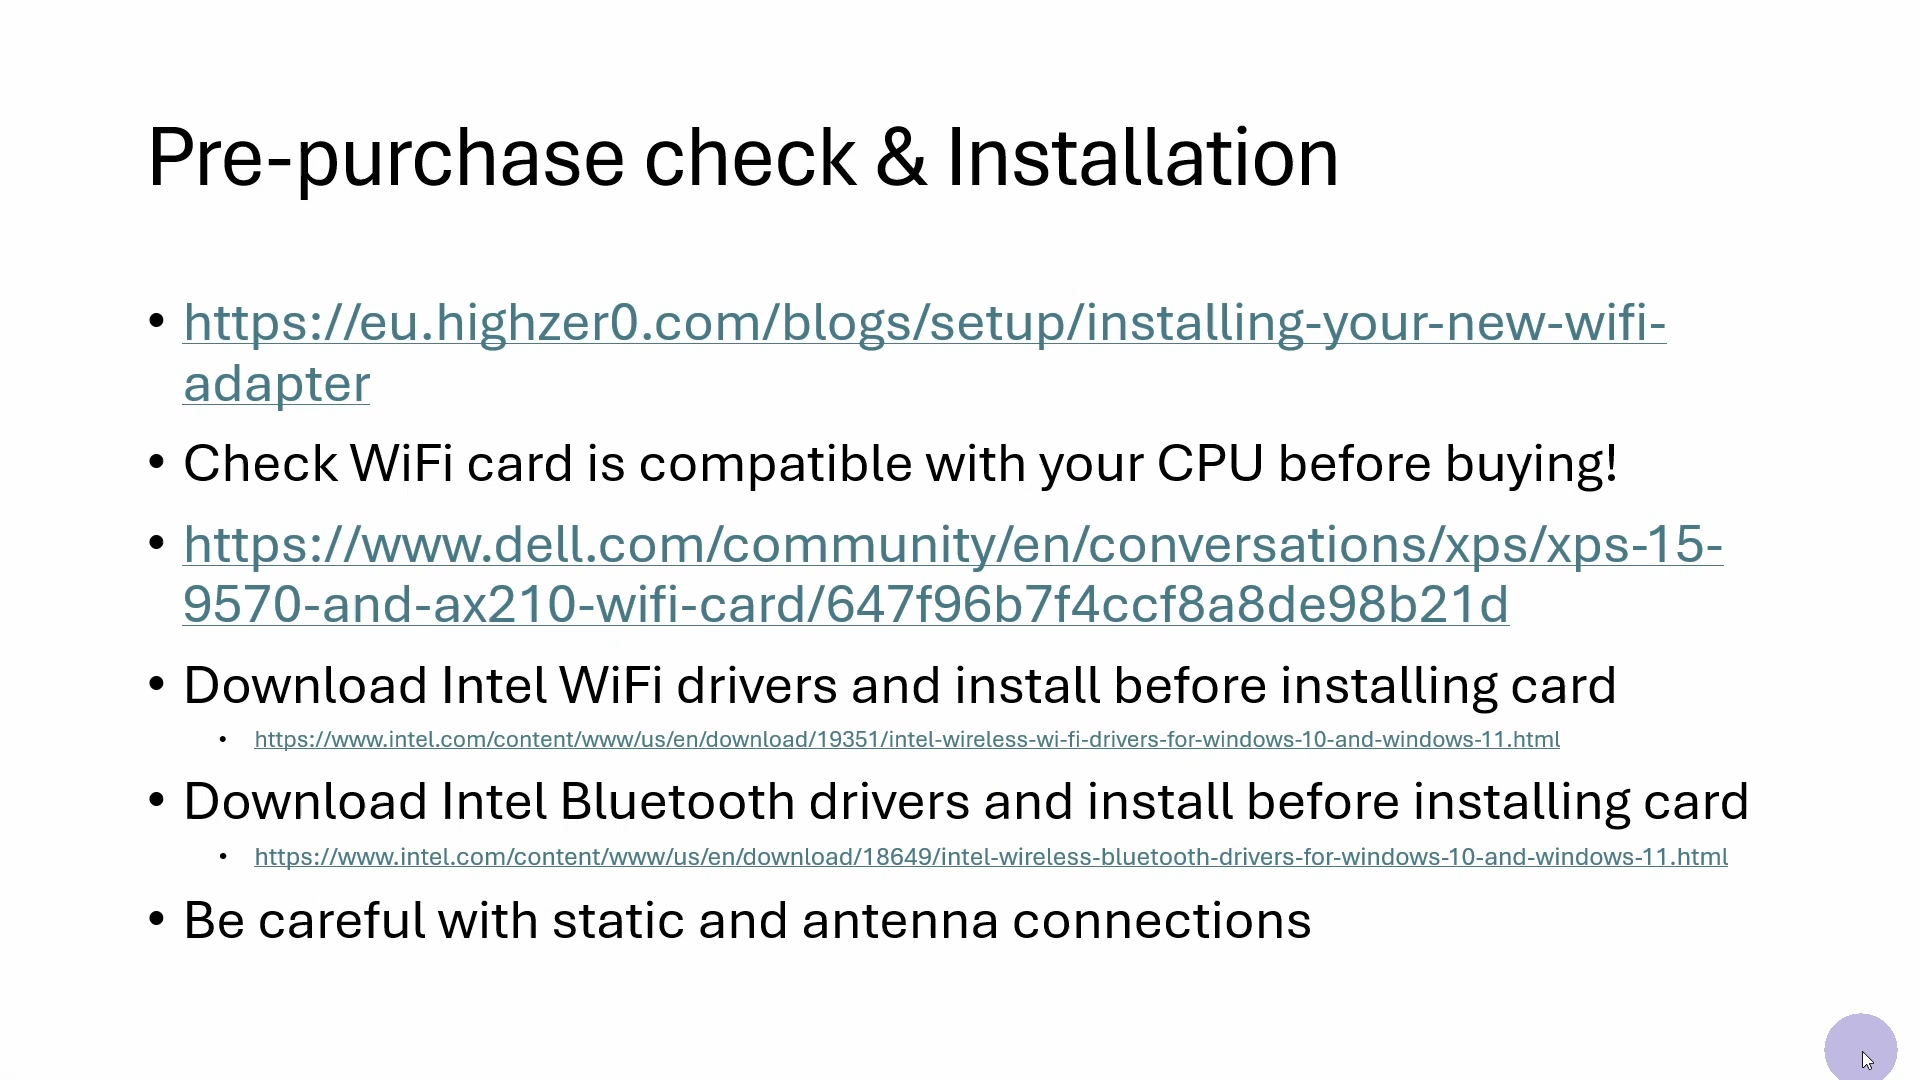 Pre-purchase check & Installation
• https://eu.highzer0.com/blogs/setup/installing-your-new-wifi-
adapter
• Check WiFi card is compatible with your CPU before buying!
• https://www.dell.com/community/en/conversations/xps/xps-15-
9570-and-ax210-wifi-card/647f96b7f4ccf8a8de98b21d
• Download Intel WiFi drivers and install before installing card
• https://www.intel.com/content/www/us/en/download/19351/intel-wireless-wi-fi-drivers-for-windows-10-and-windows-11.html
• Download Intel Bluetooth drivers and install before installing card
• https://www.intel.com/content/www/us/en/download/18649/intel-wireless-bluetooth-drivers-for-windows-10-and-windows-11.html
• Be careful with static and antenna connections